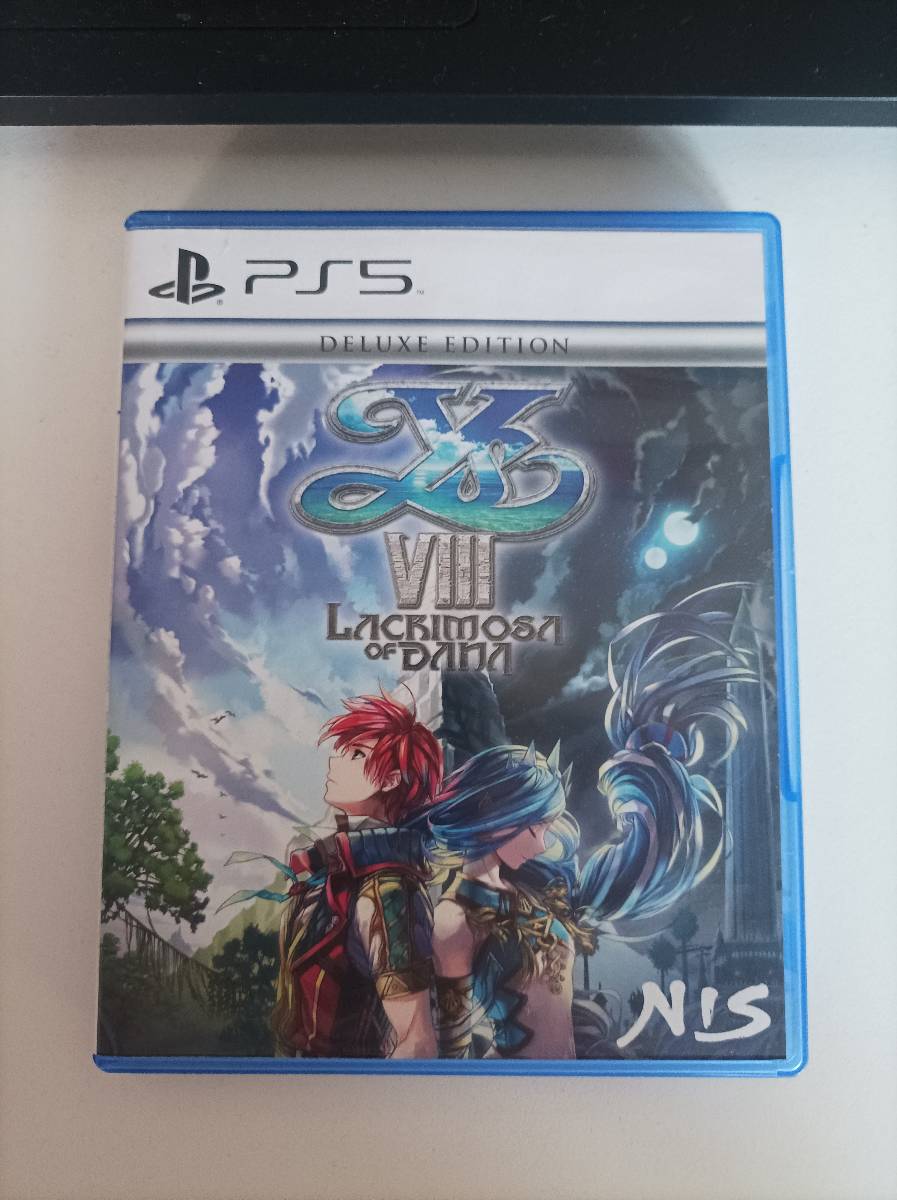 PS5
DELUXE EDITION
Ys
VIII
LACRIMOSA
OF DANA
NIS